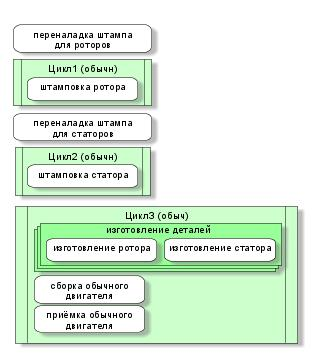 переналадка штампа
для роторов
Цикл1 (обычн)
штамповка ротора
переналадка штампа
для статоров
Цикл2 (обычн)
штамповка статора
Цикл3 (обыч)
изготовление деталей
изготовление ротора
изготовление статора
сборка обычного
двигателя
приёмка обычного
двигателя